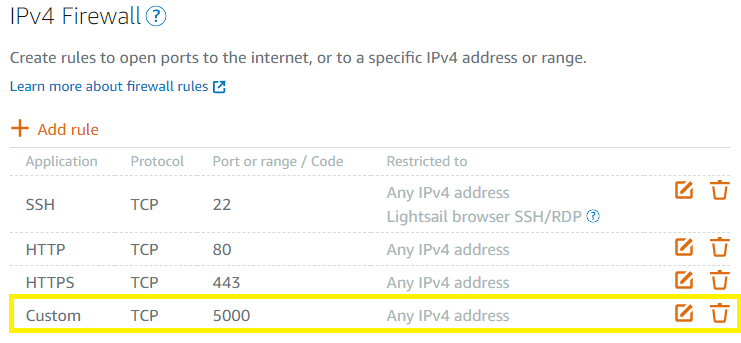 IPv4 Firewall ?
Create rules to open ports to the internet, or to a specific IPv4 address or range.
Learn more about firewall rules
+ Add rule
Application Protocol Port or range / Code Restricted to
SSH TCP 22 Any IPv4 address
Lightsail browser SSH/RDP ?
HTTP TCP 80 Any IPv4 address
HTTPS TCP 443 Any IPv4 address
Custom TCP 5000 Any IPv4 address